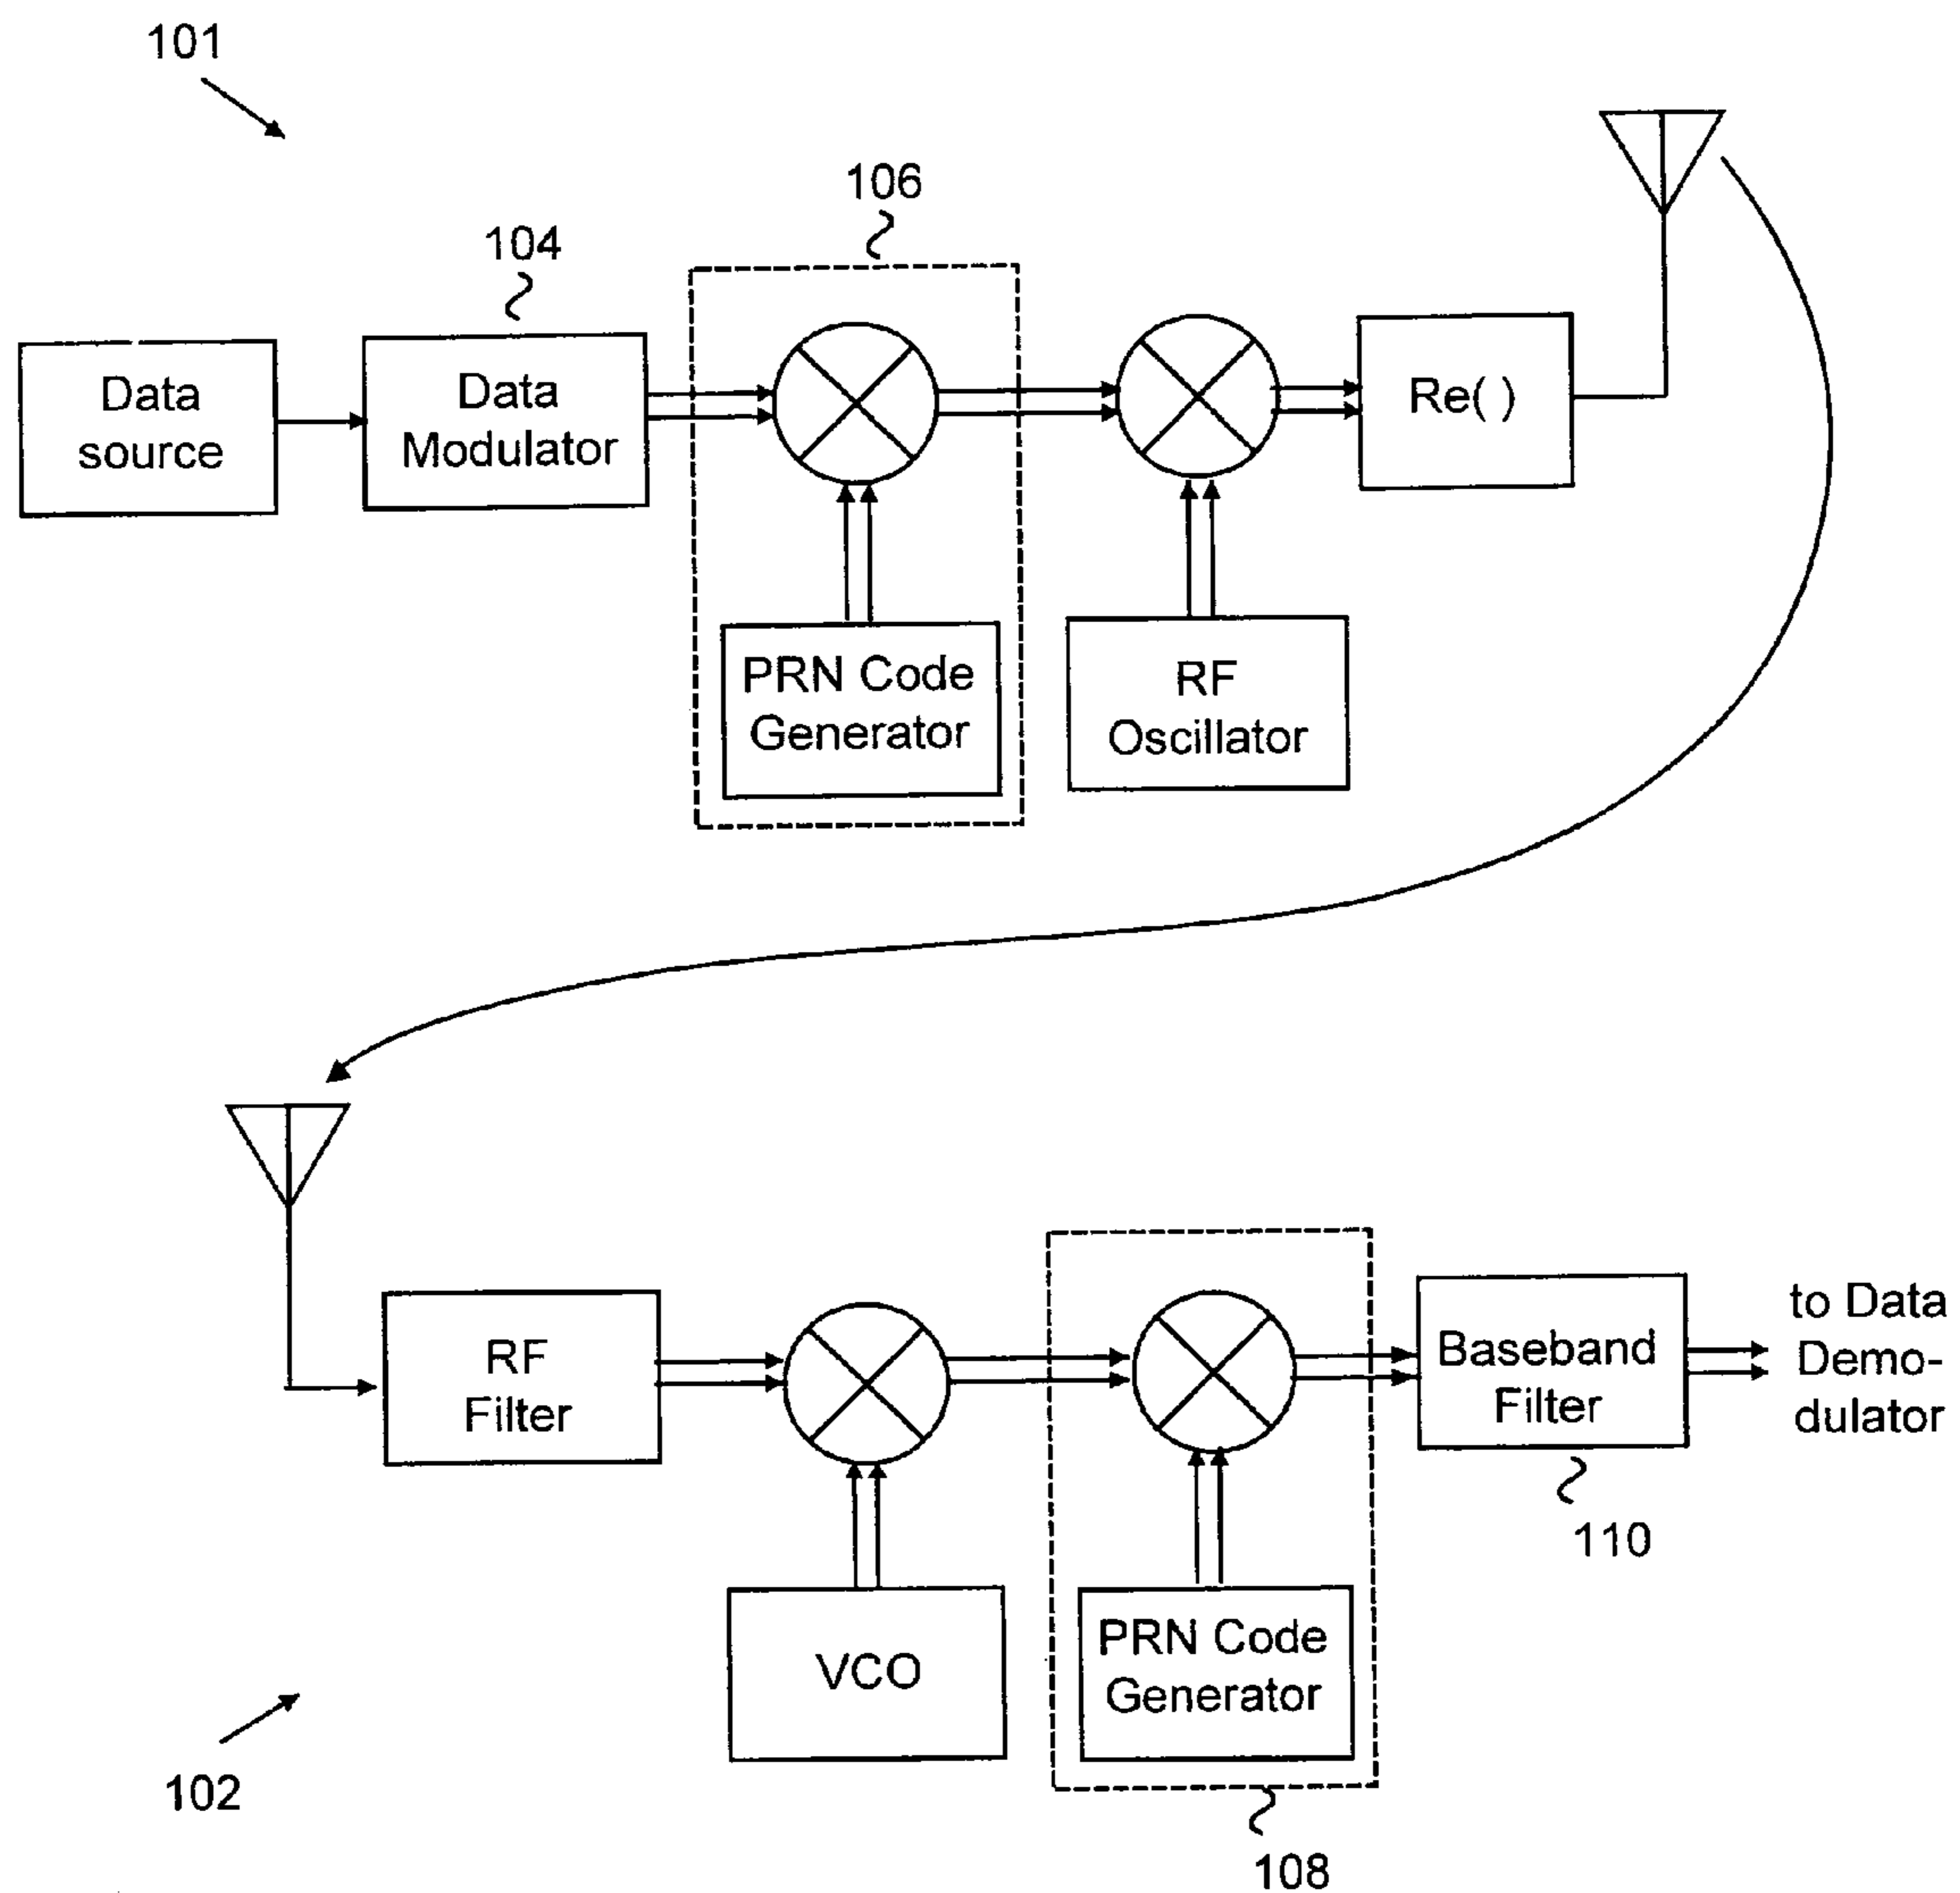 101
106
104
Data
source
Data
Modulator
Re( )
PRN Code
Generator
RF
Oscillator
RF
Filter
Baseband
Filter
to Data
Demo-
dulator
110
VCO
PRN Code
Generator
102
108